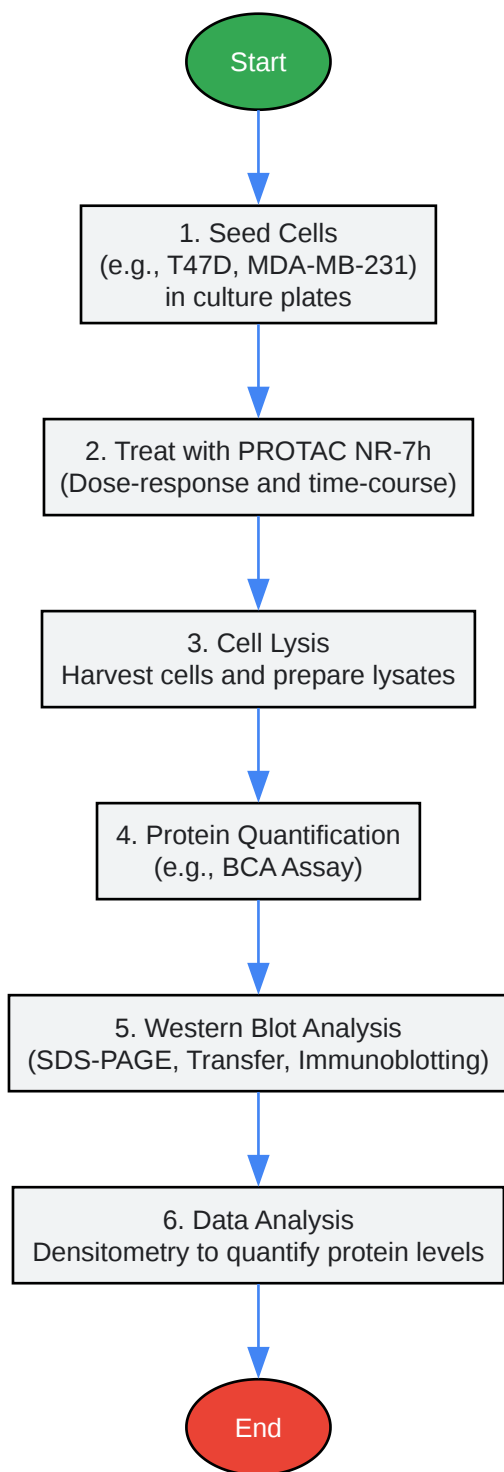 Start
1. Seed Cells
(e.g., T47D, MDA-MB-231)
in culture plates
2. Treat with PROTAC NR-7h
(Dose-response and time-course)
3. Cell Lysis
Harvest cells and prepare lysates
4. Protein Quantification
(e.g., BCA Assay)
5. Western Blot Analysis
(SDS-PAGE, Transfer, Immunoblotting)
6. Data Analysis
Densitometry to quantify protein levels
End